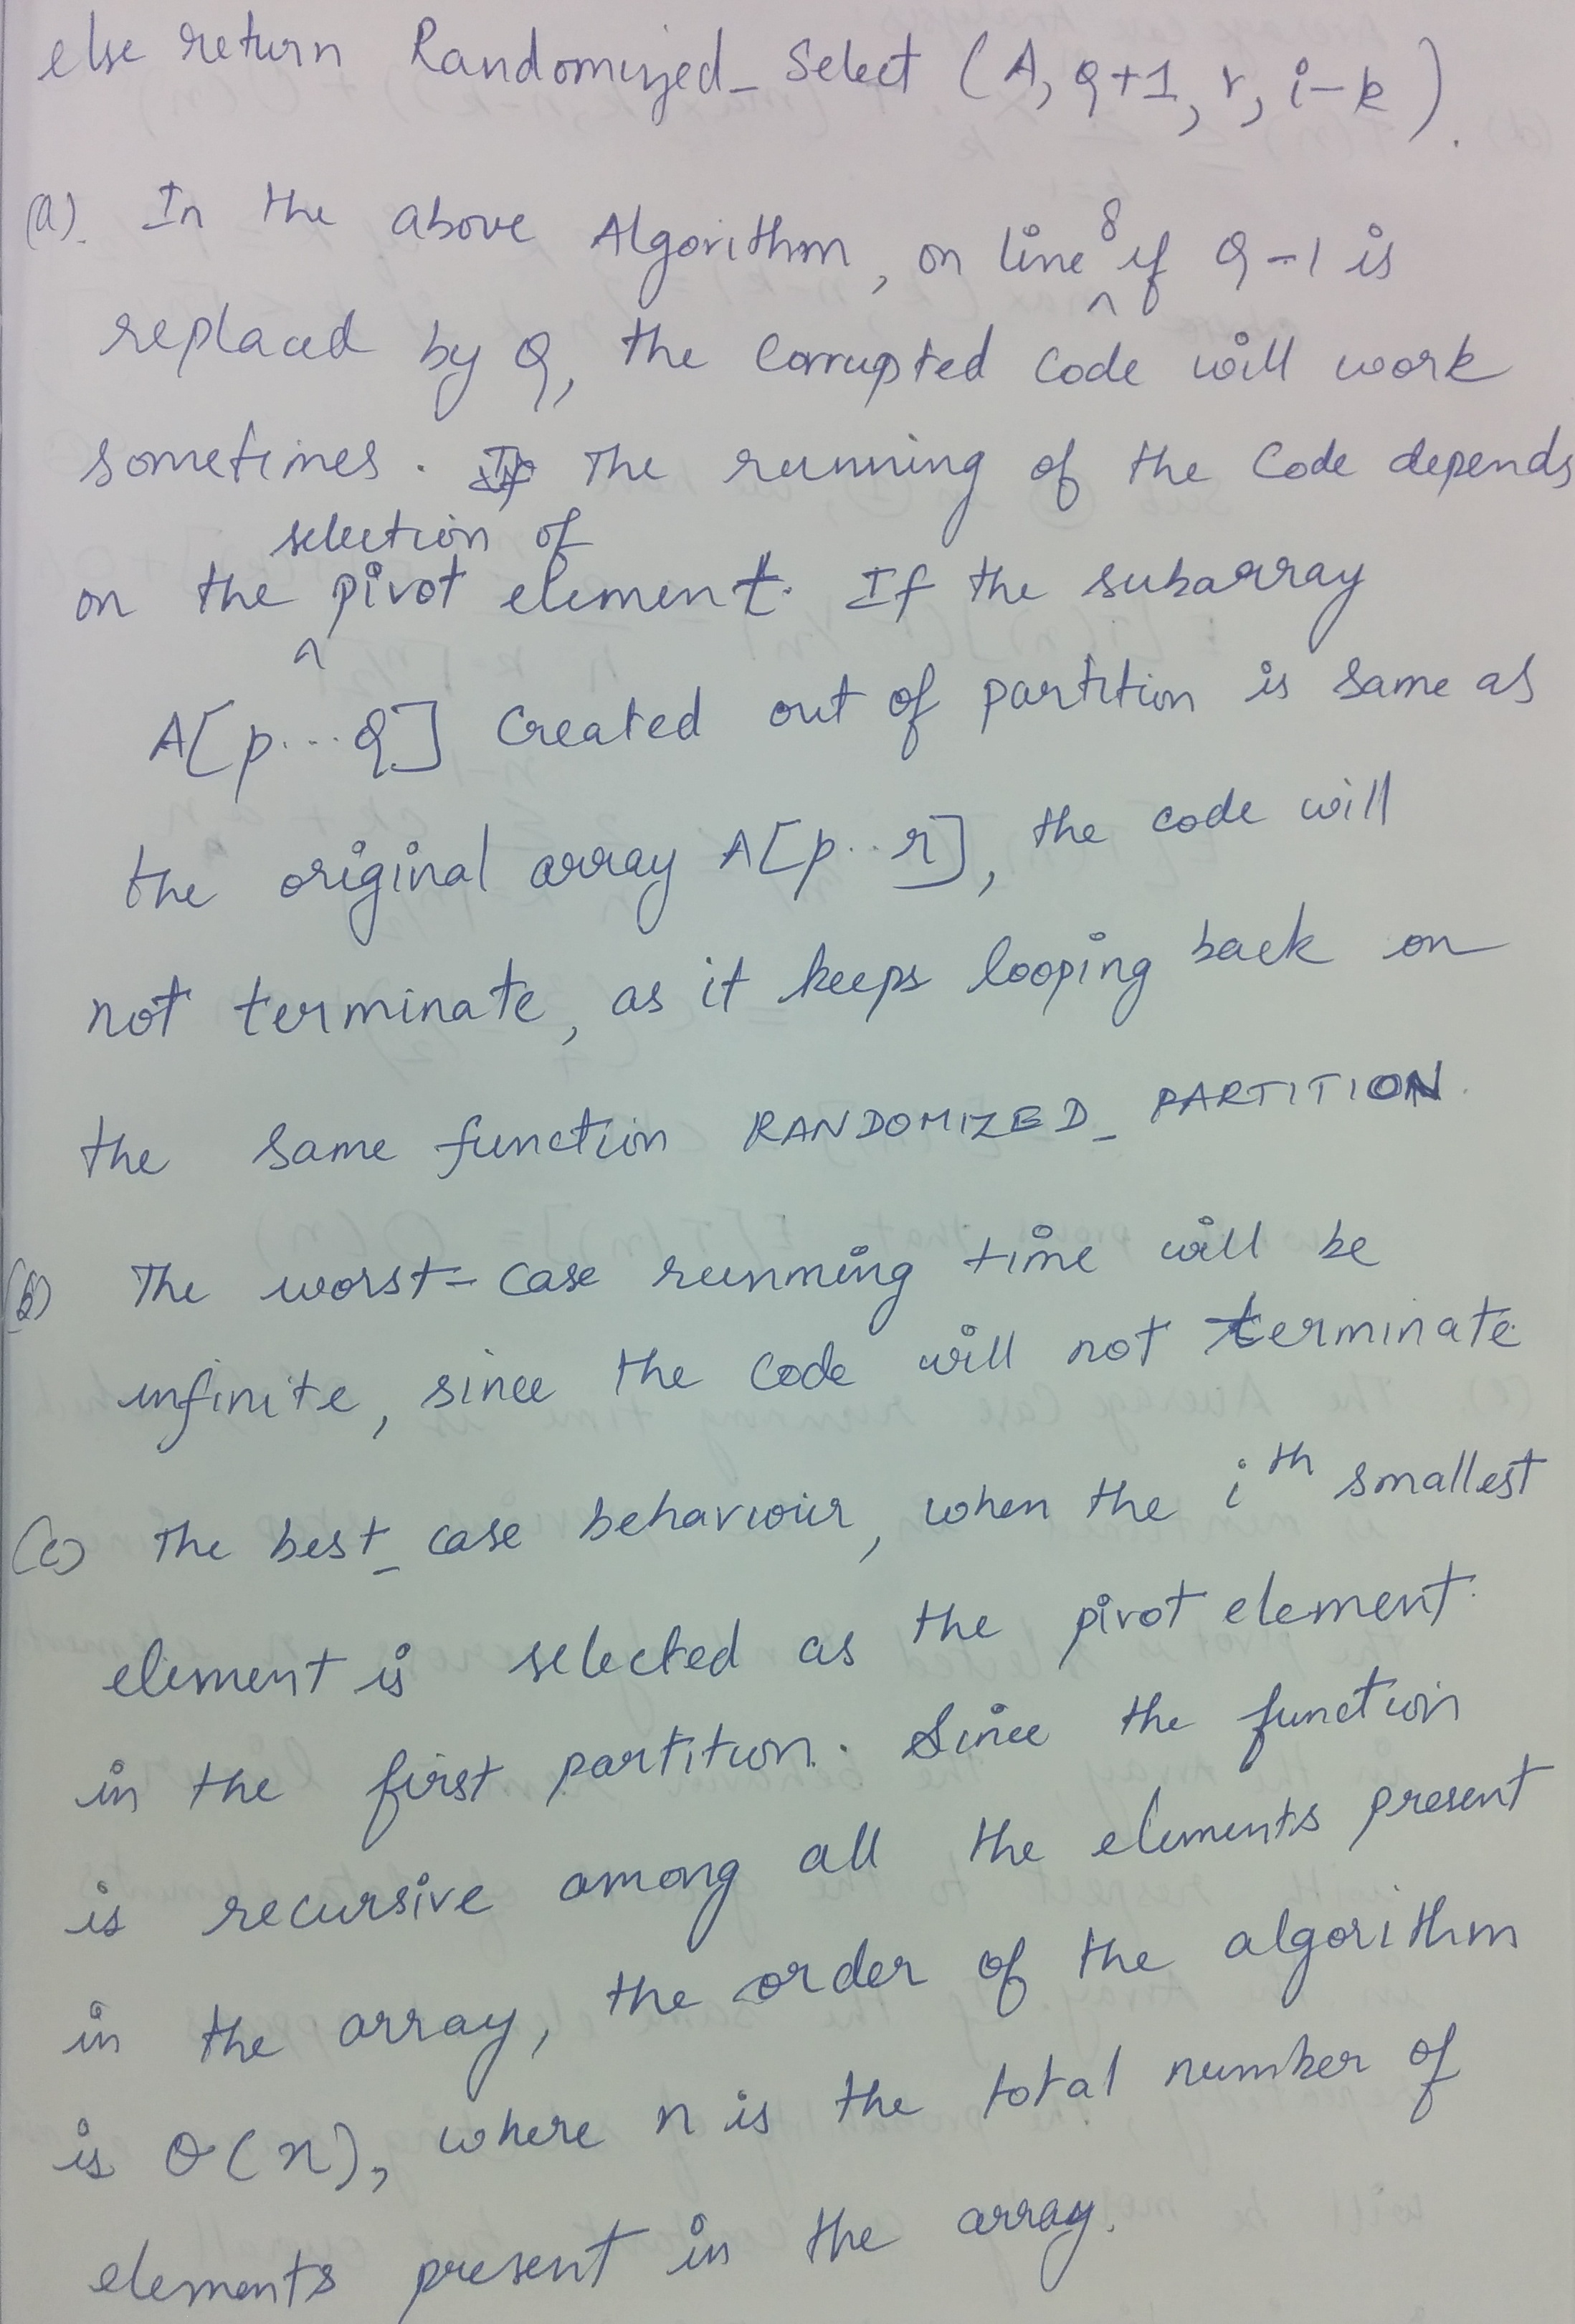 else return Randomized_ Select (A, q+1, r, i-k).
(a). In the above Algorithm, on line 8 if q-1 is
replaced by q, the corrupted code will work
sometimes. The running of the code depends
on the selection of pivot element. If the subarray
A[p...q] created out of partition is same as
the original array A[p..r], the code will
not terminate, as it keeps looping back on
the same function RANDOMIZED_ PARTITION.
(b) The worst-case running time will be
infinite, since the code will not terminate.
(c) The best_case behaviour, when the i th smallest
element is selected as the pivot element
in the first partition. Since the function
is recursive among all the elements present
in the array, the order of the algorithm
is O(n), where n is the total number of
elements present in the array.